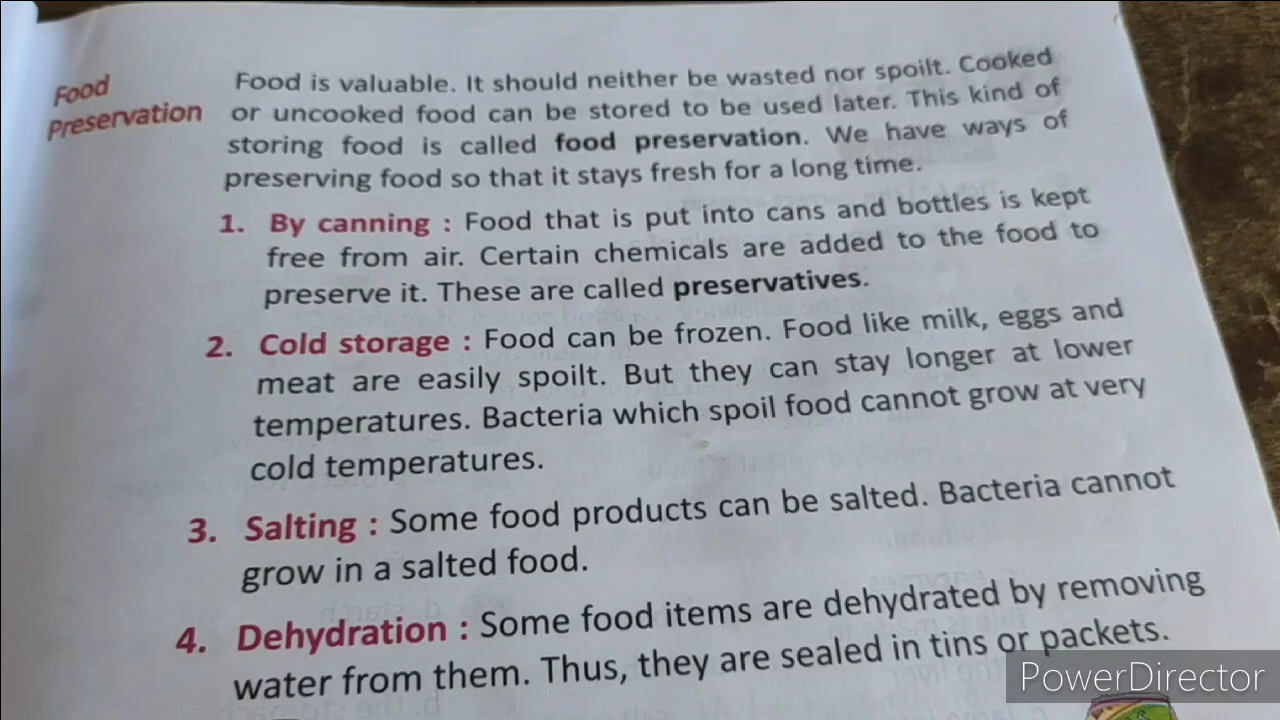 Food
Preservation
Food is valuable. It should neither be wasted nor spoilt. Cooked
or uncooked food can be stored to be used later. This kind of
storing food is called food preservation. We have ways of
preserving food so that it stays fresh for a long time.
1. By canning : Food that is put into cans and bottles is kept
free from air. Certain chemicals are added to the food to
preserve it. These are called preservatives.
2. Cold storage : Food can be frozen. Food like milk, eggs and
meat are easily spoilt. But they can stay longer at lower
temperatures. Bacteria which spoil food cannot grow at very
cold temperatures.
3. Salting : Some food products can be salted. Bacteria cannot
grow in a salted food.
4. Dehydration : Some food items are dehydrated by removing
water from them. Thus, they are sealed in tins or packets.
PowerDirector